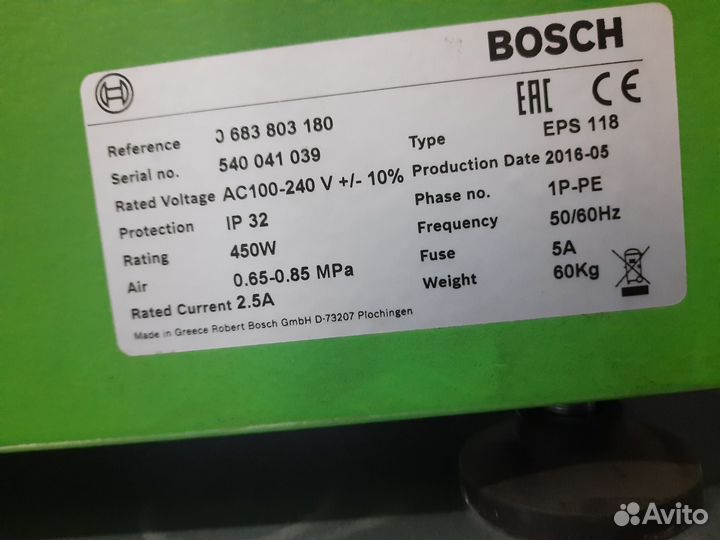 BOSCH
EAC CE
Reference 0 683 803 180 Type EPS 118
Serial no. 540 041 039 Production Date 2016-05
Rated Voltage AC100-240 V +/- 10% Phase no. 1P-PE
Protection IP 32 Frequency 50/60Hz
Rating 450W Fuse 5A
Air 0.65-0.85 MPa Weight 60Kg
Rated Current 2.5A
Made in Greece Robert Bosch GmbH D-73207 Plochingen
Avito